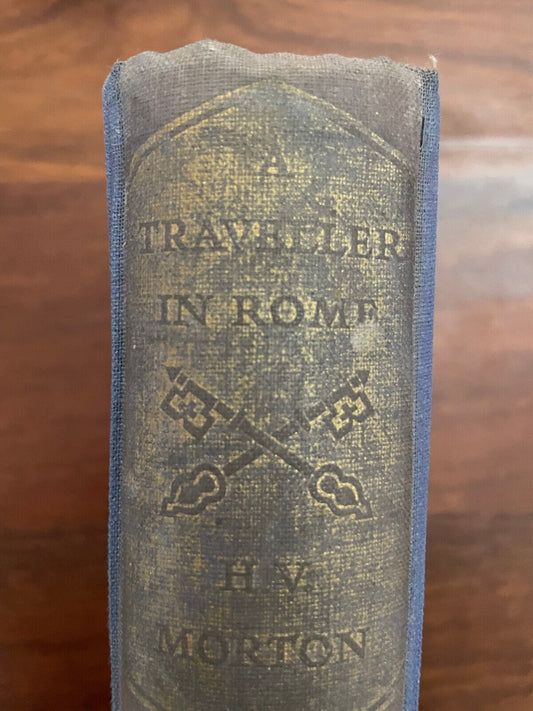 A
TRAVELLER
IN ROME
H. V.
MORTON